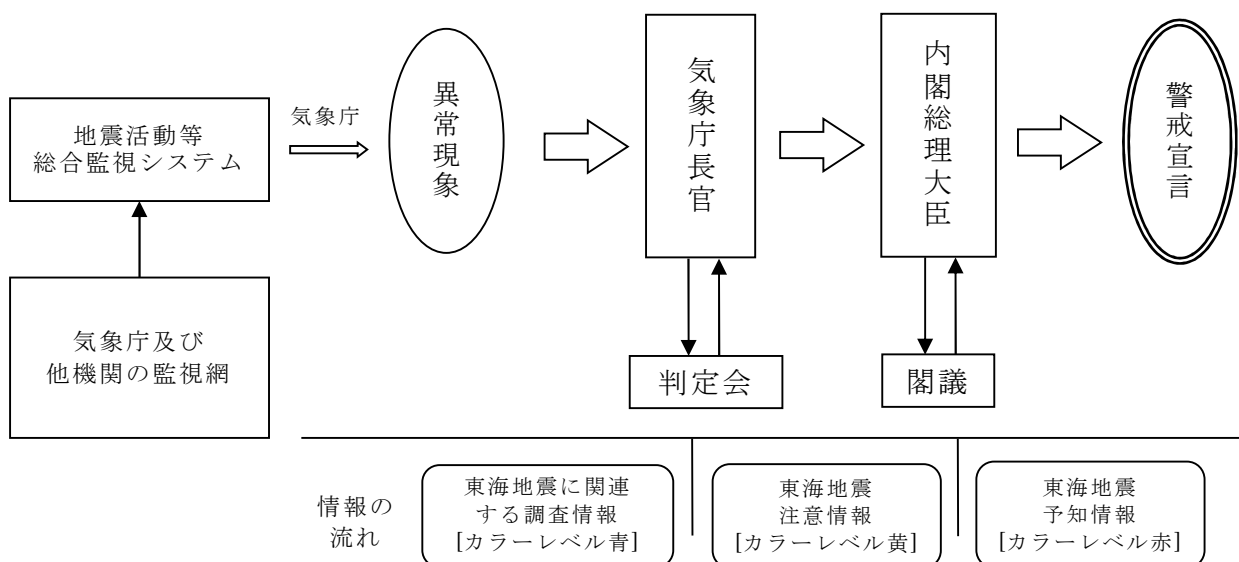 地震活動等
総合監視システム
気象庁及び
他機関の監視網
気象庁
異常現象
気象庁長官
判定会
内閣総理大臣
閣議
警戒宣言
情報の
流れ
東海地震に関連
する調査情報
[カラーレベル青]
東海地震
注意情報
[カラーレベル黄]
東海地震
予知情報
[カラーレベル赤]